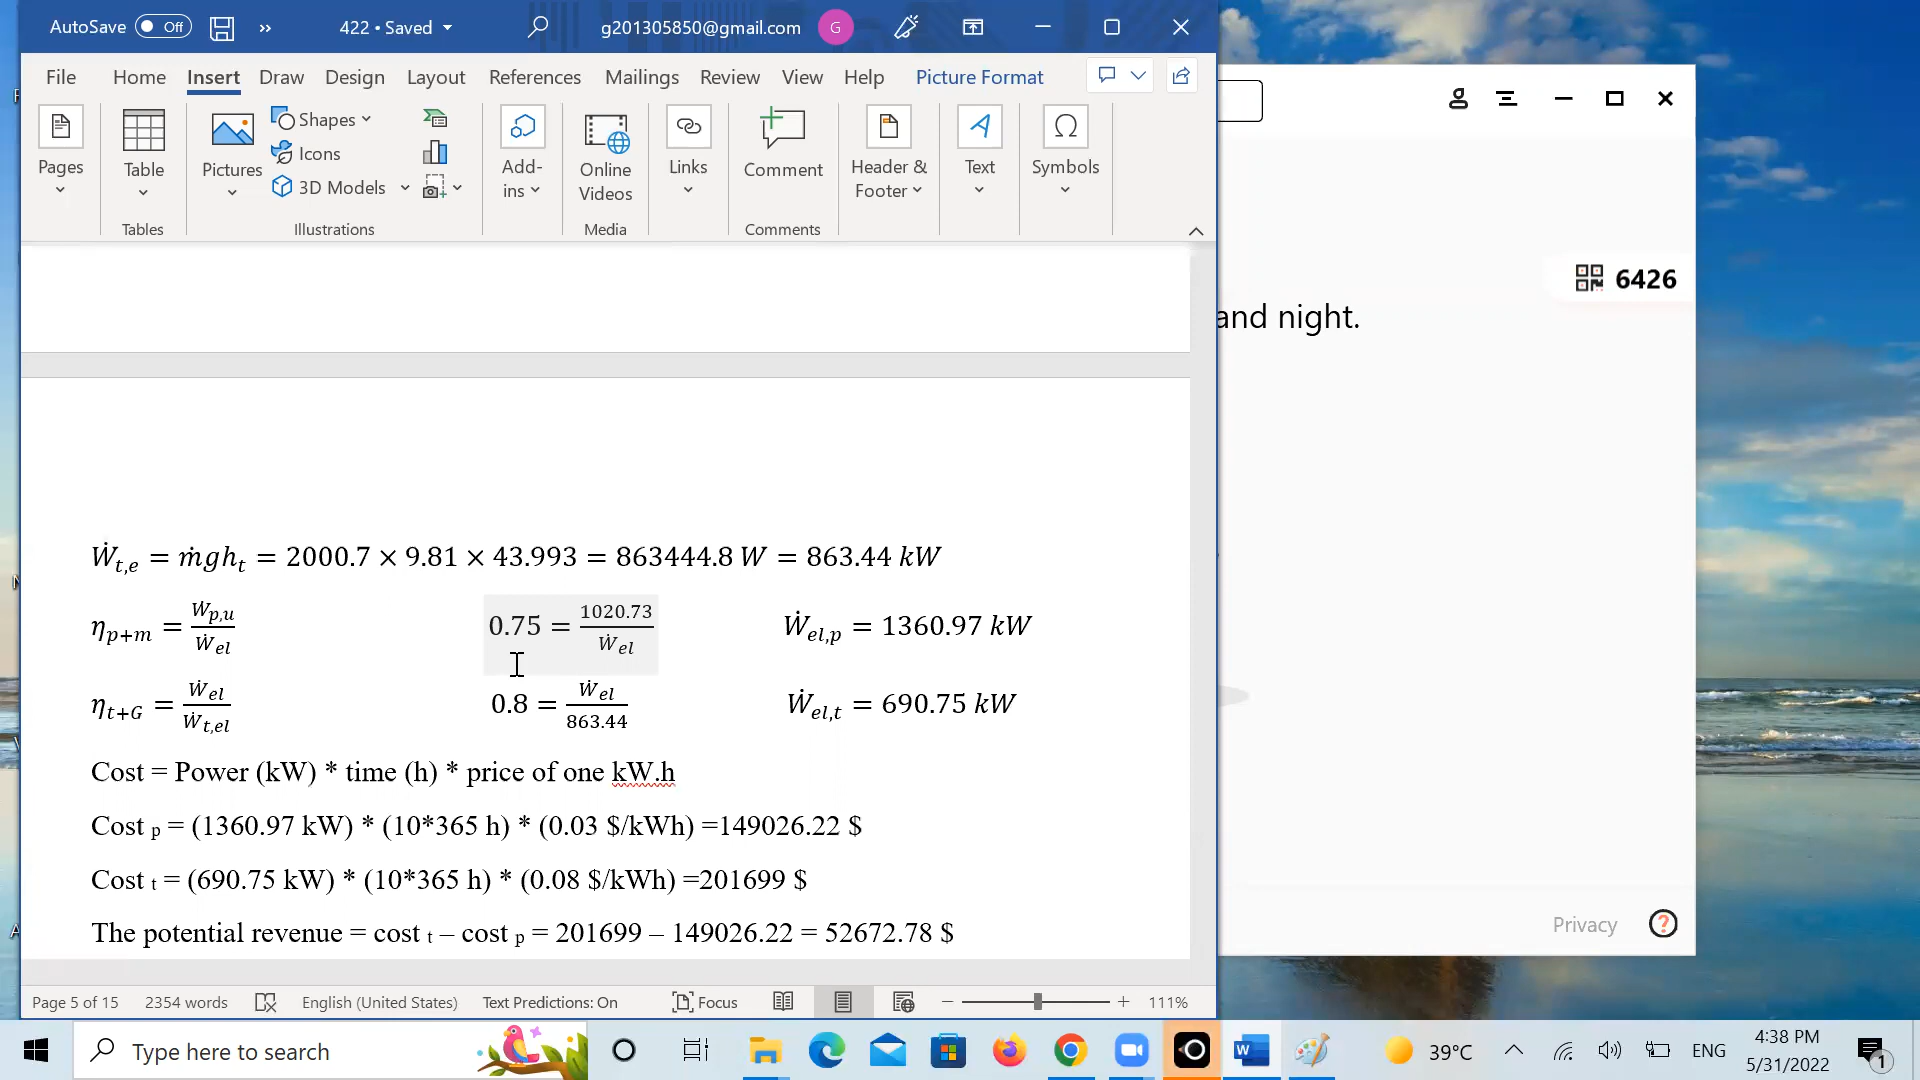 AutoSave Off 422 • Saved g201305850@gmail.com G
File Home Insert Draw Design Layout References Mailings Review View Help Picture Format
Pages
Table
Tables
Pictures
Shapes
Icons
3D Models
Illustrations
Add-ins
Online Videos
Media
Links
Comment
Comments
Header & Footer
Text
Symbols
6426
and night.
Ẇt,e = ṁght = 2000.7 × 9.81 × 43.993 = 863444.8 W = 863.44 kW
ηp+m = Ẇp,u/Ẇel 0.75 = 1020.73/Ẇel Ẇel,p = 1360.97 kW
ηt+G = Ẇel/Ẇt,el 0.8 = Ẇel/863.44 Ẇel,t = 690.75 kW
Cost = Power (kW) * time (h) * price of one kW.h
Cost p = (1360.97 kW) * (10*365 h) * (0.03 $/kWh) =149026.22 $
Cost t = (690.75 kW) * (10*365 h) * (0.08 $/kWh) =201699 $
The potential revenue = cost t – cost p = 201699 – 149026.22 = 52672.78 $
Privacy
Page 5 of 15 2354 words English (United States) Text Predictions: On Focus 111%
Type here to search 39°C ENG 4:38 PM
5/31/2022 1